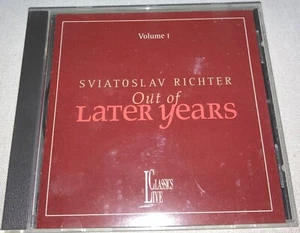 Volume 1
SVIATOSLAV RICHTER
Out of
LATER YEARS
LIVE CLASSICS